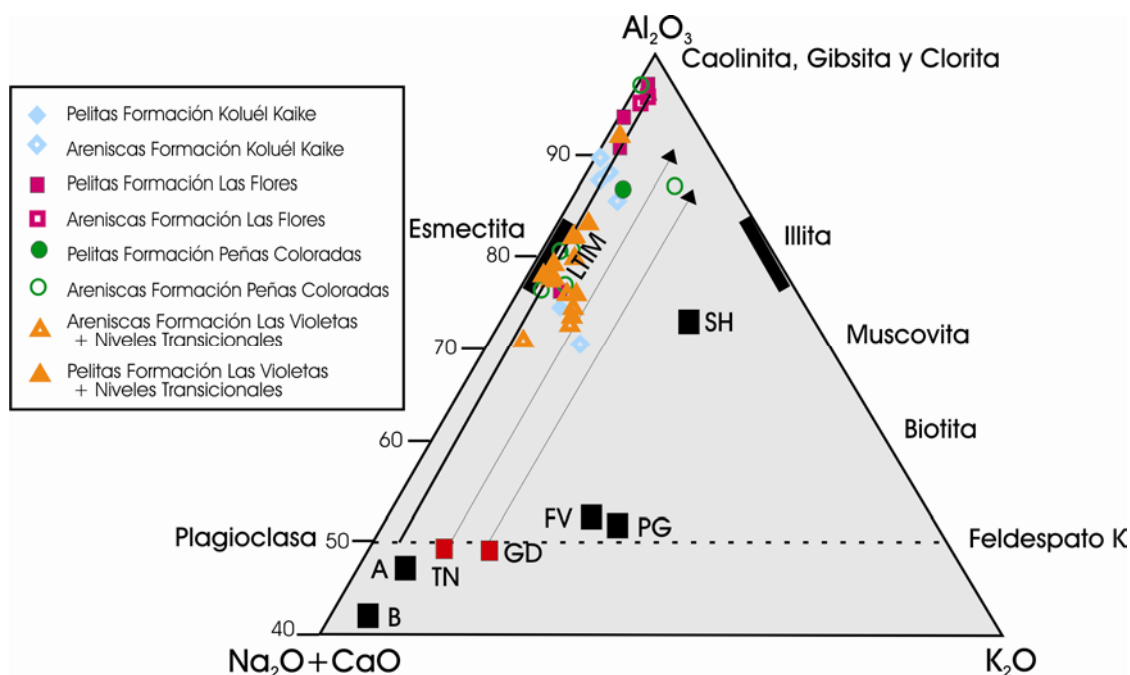 Al₂O₃
Caolinita, Gibsita y Clorita
Pelitas Formación Koluél Kaike
Areniscas Formación Koluél Kaike
Pelitas Formación Las Flores
Areniscas Formación Las Flores
Pelitas Formación Peñas Coloradas
Areniscas Formación Peñas Coloradas
Areniscas Formación Las Violetas
+ Niveles Transicionales
Pelitas Formación Las Violetas
+ Niveles Transicionales
90
Esmectita
Illita
80
LTIM
SH
Muscovita
70
Biotita
60
FV
PG
Plagioclasa
50
Feldespato K
A
TN
GD
B
40
Na₂O+CaO
K₂O